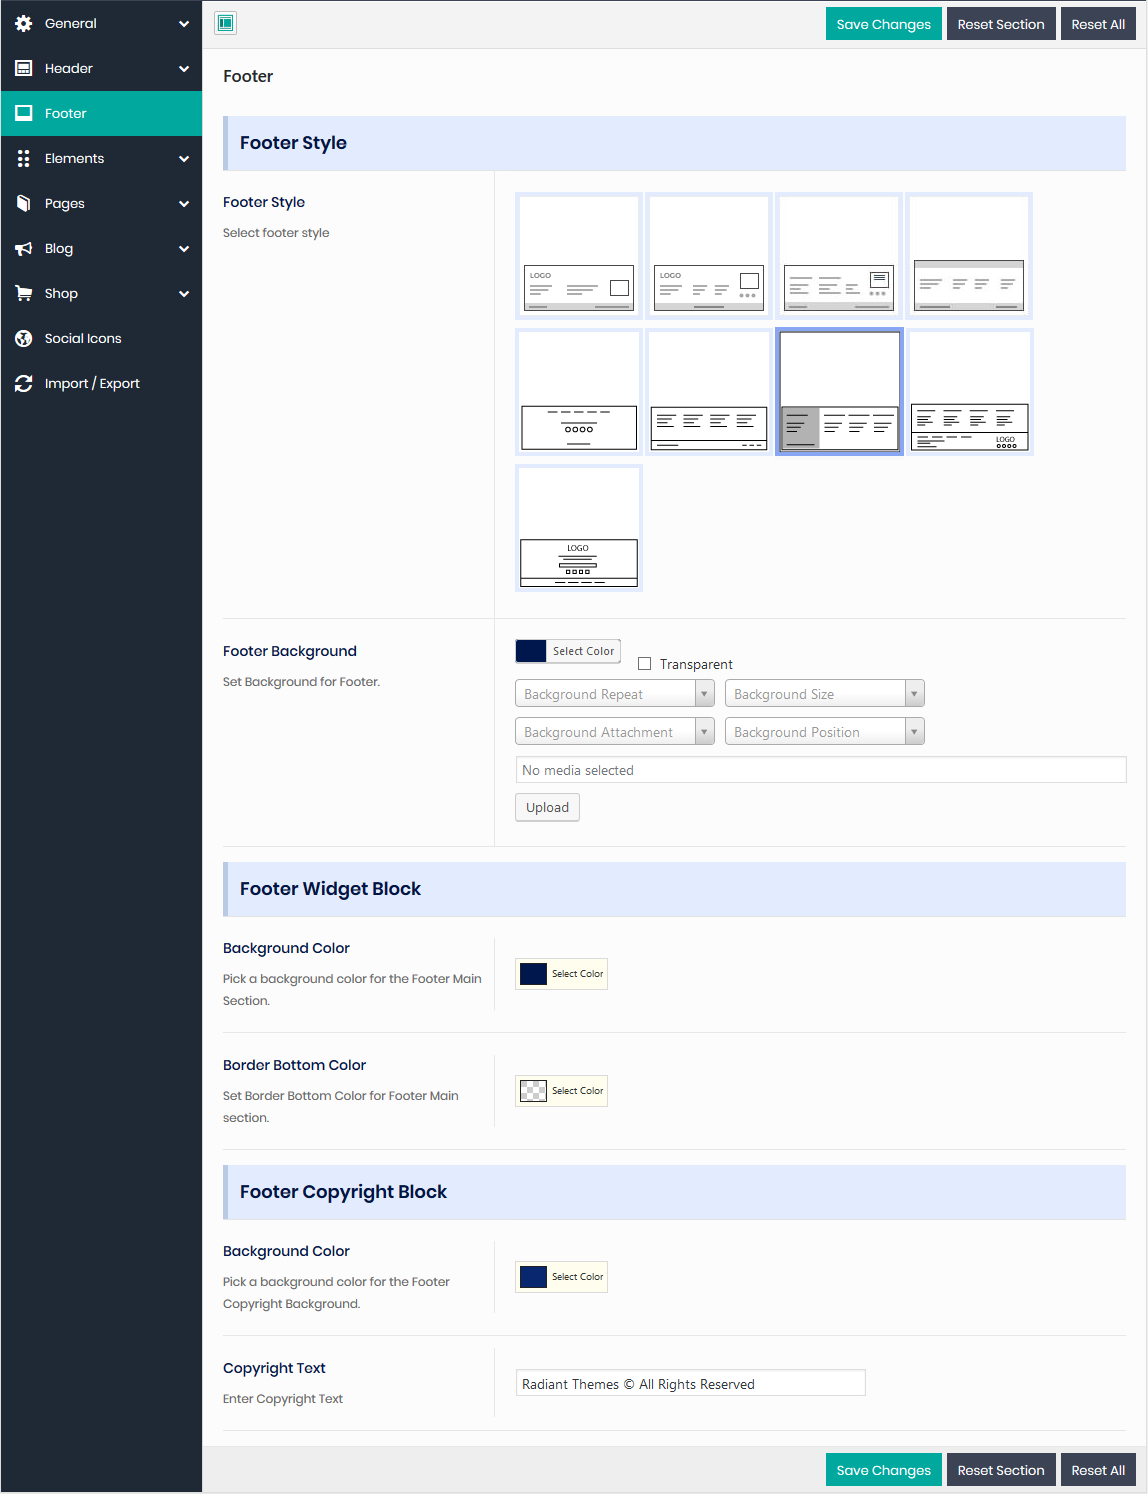 General
Header
Footer
Elements
Pages
Blog
Shop
Social Icons
Import / Export
Save Changes
Reset Section
Reset All
Footer
Footer Style
Footer Style
Select footer style
LOGO
LOGO
LOGO
LOGO
Footer Background
Set Background for Footer.
Select Color
Transparent
Background Repeat
Background Size
Background Attachment
Background Position
No media selected
Upload
Footer Widget Block
Background Color
Pick a background color for the Footer Main
Section.
Select Color
Border Bottom Color
Set Border Bottom Color for Footer Main
section.
Select Color
Footer Copyright Block
Background Color
Pick a background color for the Footer
Copyright Background.
Select Color
Copyright Text
Enter Copyright Text
Radiant Themes © All Rights Reserved
Save Changes
Reset Section
Reset All